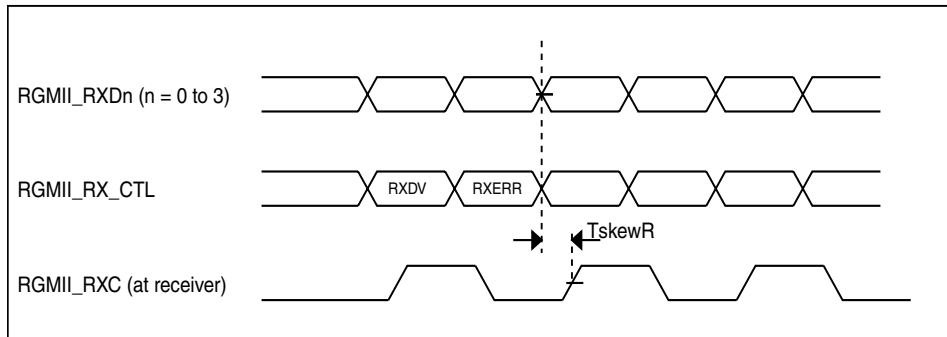 RGMII_RXDn (n = 0 to 3)
RGMII_RX_CTL
RXDV
RXERR
TskewR
RGMII_RXC (at receiver)